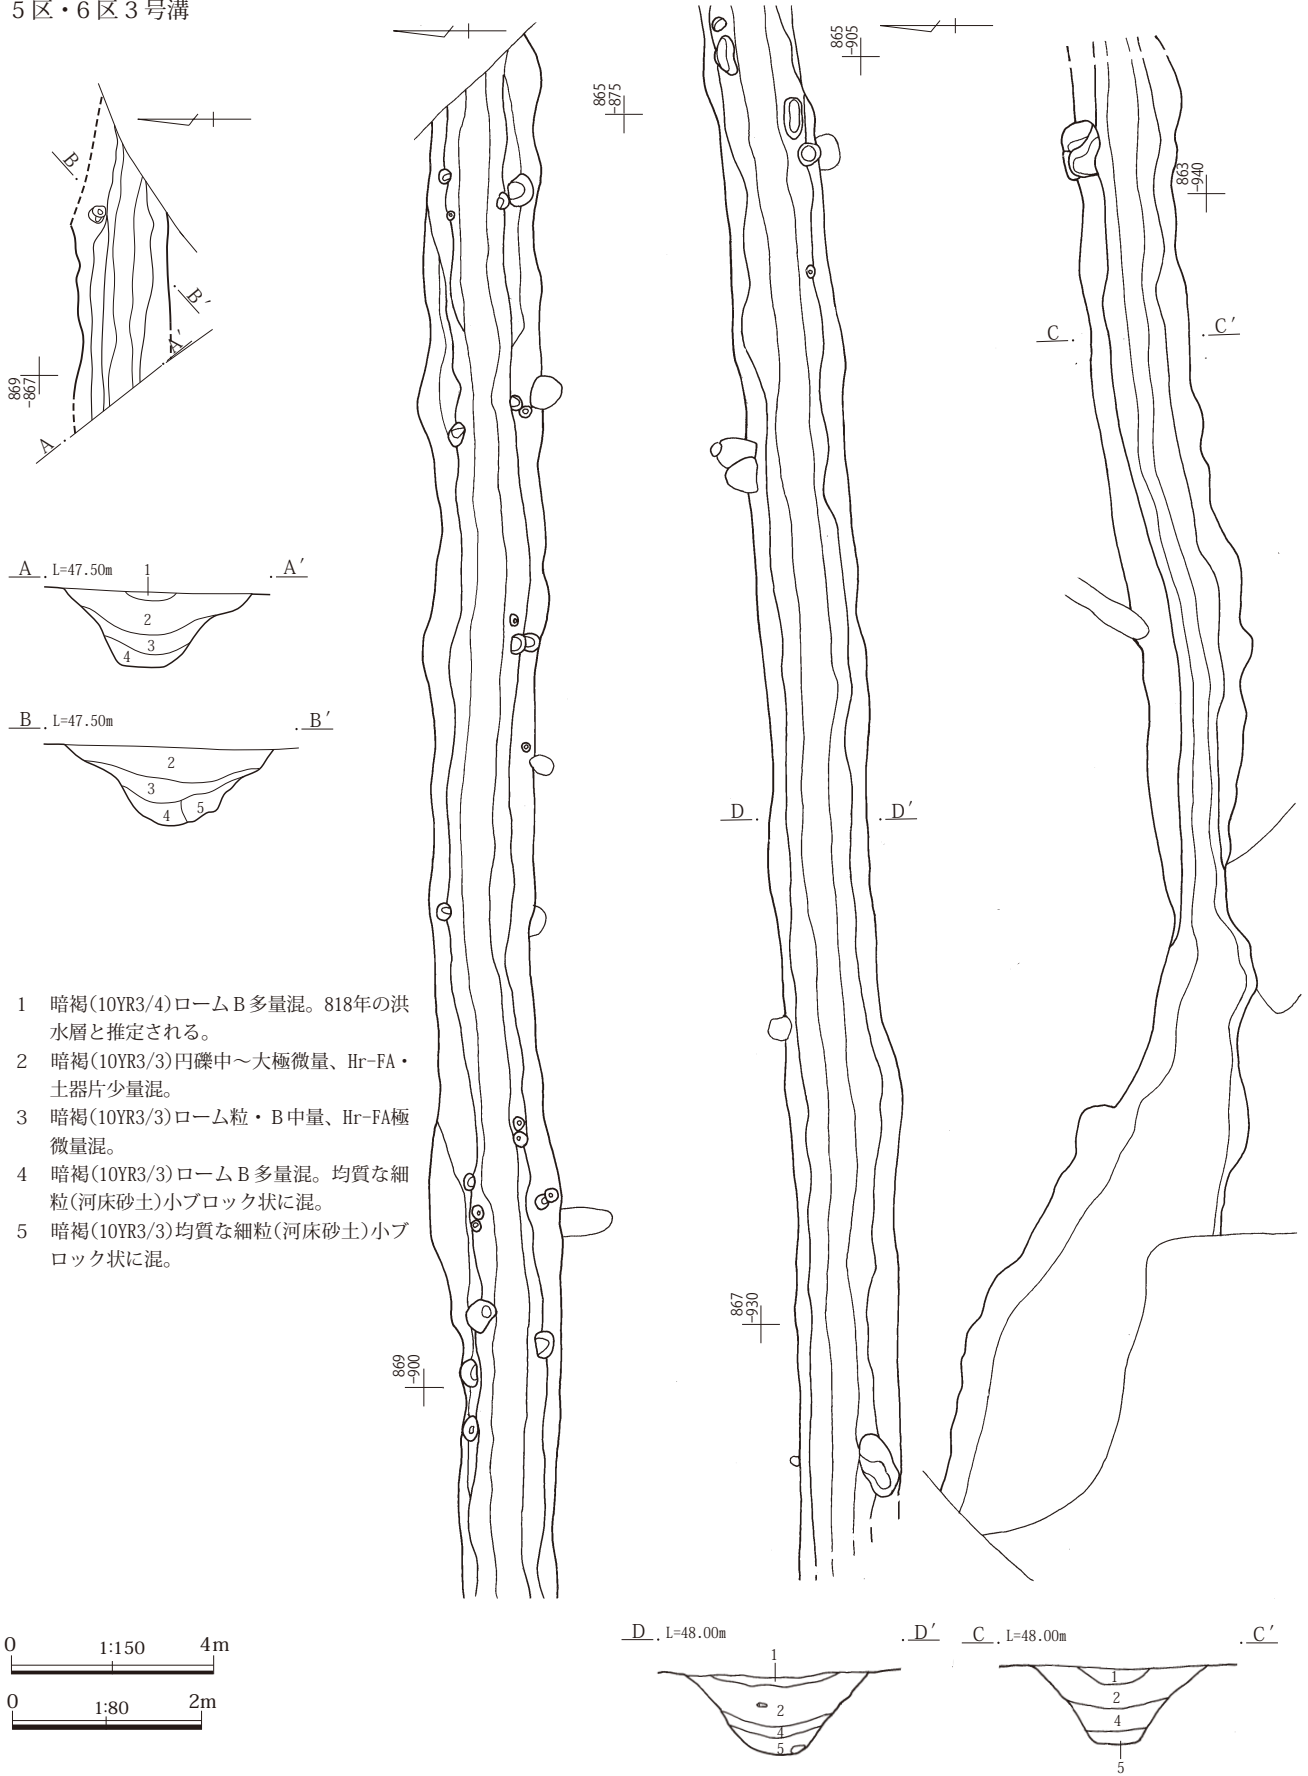 5区・6区3号溝
865
-905
865
-875
B
863
-940
B′
A′
C
C′
869
-867
A
A
L=47.50m
1
A′
2
3
4
B
L=47.50m
B′
2
3
4
5
D
D′
1 暗褐(10YR3/4)ロームB多量混。818年の洪
水層と推定される。
2 暗褐(10YR3/3)円礫中～大極微量、Hr-FA・
土器片少量混。
3 暗褐(10YR3/3)ローム粒・B中量、Hr-FA極
微量混。
4 暗褐(10YR3/3)ロームB多量混。均質な細
粒(河床砂土)小ブロック状に混。
5 暗褐(10YR3/3)均質な細粒(河床砂土)小ブ
ロック状に混。
867
-930
869
-900
0 1:150 4m
0 1:80 2m
D
L=48.00m
D′
1
2
4
5
C
L=48.00m
C′
1
2
4
5